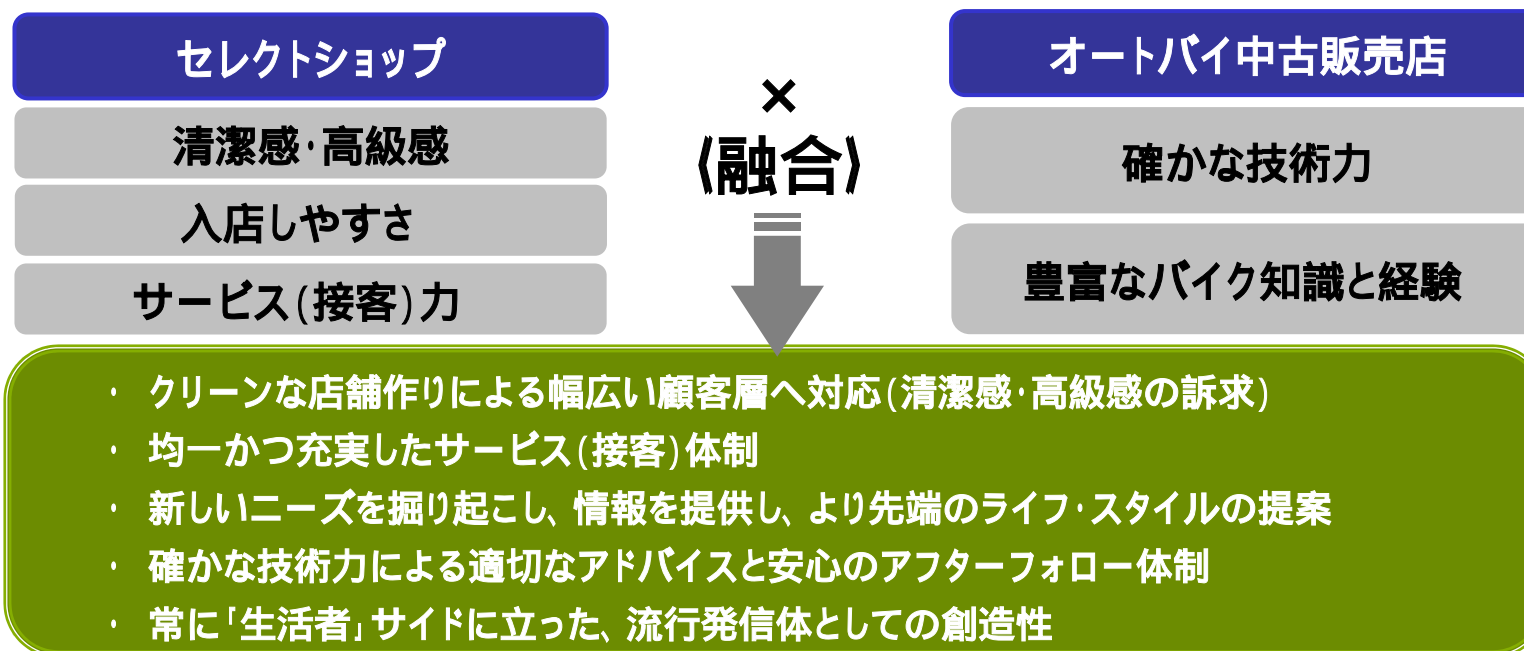 セレクトショップ
清潔感·高級感
入店しやすさ
サービス(接客)力
×
⟨融合⟩
オートバイ中古販売店
確かな技術力
豊富なバイク知識と経験
· クリーンな店舗作りによる幅広い顧客層へ対応(清潔感·高級感の訴求)
· 均一かつ充実したサービス(接客)体制
· 新しいニーズを掘り起こし、情報を提供し、より先端のライフ·スタイルの提案
· 確かな技術力による適切なアドバイスと安心のアフターフォロー体制
· 常に「生活者」サイドに立った、流行発信体としての創造性